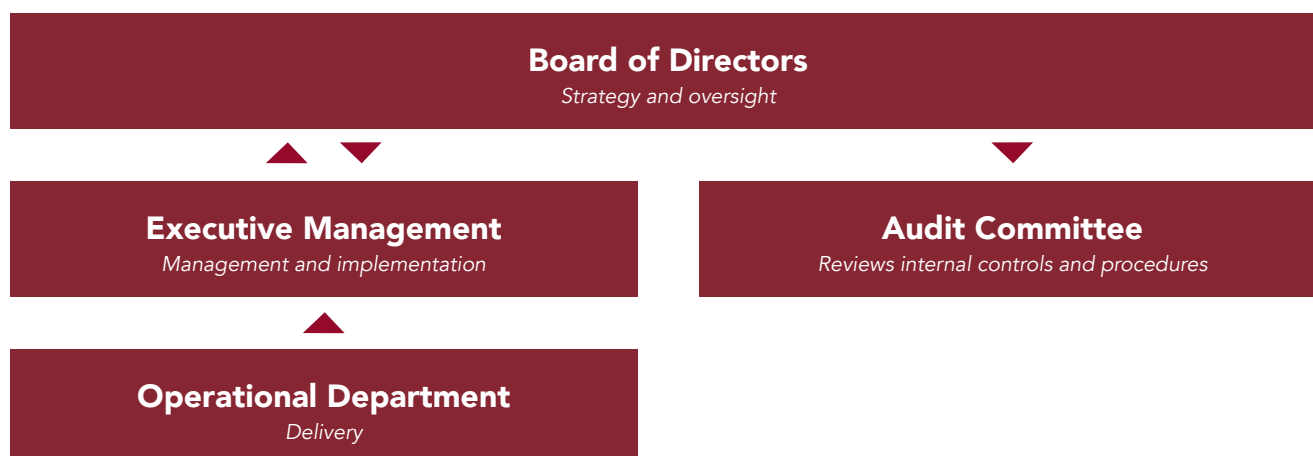 Board of Directors
Strategy and oversight
Executive Management
Management and implementation
Audit Committee
Reviews internal controls and procedures
Operational Department
Delivery